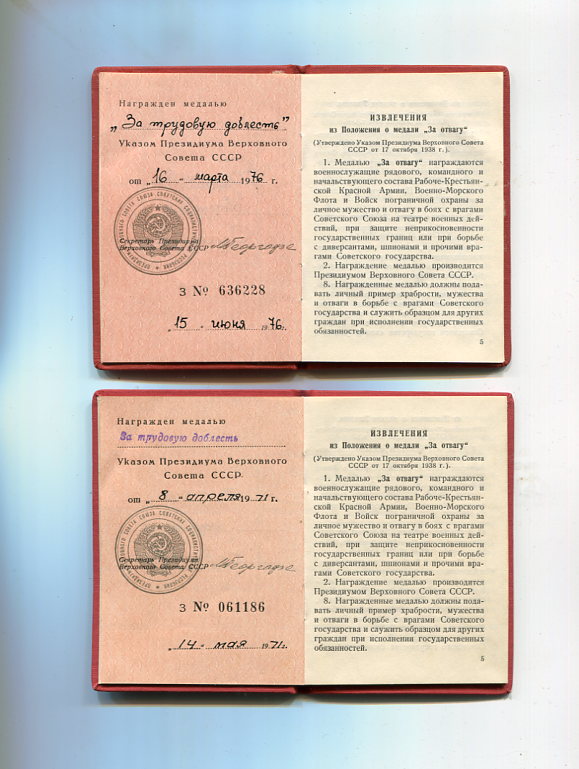 Награжден медалью
„За трудовую доблесть"
Указом Президиума Верховного
Совета СССР
от „16 - марта 1976 г.
Секретарь Президиума
Верховного Совета СССР
З № 636228
„15 - июня 1976г.
ИЗВЛЕЧЕНИЯ
из Положения о медали „За отвагу"
(Утверждено Указом Президиума Верховного Совета
СССР от 17 октября 1938 г.).
1. Медалью „За отвагу" награждаются
военнослужащие рядового, командного и
начальствующего состава Рабоче-Крестьян-
ской Красной Армии, Военно-Морского
Флота и Войск пограничной охраны за
личное мужество и отвагу в боях с врагами
Советского Союза на театре военных дей-
ствий, при защите неприкосновенности
государственных границ или при борьбе
с диверсантами, шпионами и прочими вра-
гами Советского государства.
2. Награждение медалью производится
Президиумом Верховного Совета СССР.
8. Награжденные медалью должны пода-
вать личный пример храбрости, мужества
и отваги в борьбе с врагами Советского
государства и служить образцом для других
граждан при исполнении государственных
обязанностей.
5
Награжден медалью
За трудовую доблесть
Указом Президиума Верховного
Совета СССР
от „8 - апреля 1971 г.
Секретарь Президиума
Верховного Совета СССР
З № 061186
„14 - мая 1971г.
ИЗВЛЕЧЕНИЯ
из Положения о медали „За отвагу"
(Утверждено Указом Президиума Верховного Совета
СССР от 17 октября 1938 г.).
1. Медалью „За отвагу" награждаются
военнослужащие рядового, командного и
начальствующего состава Рабоче-Крестьян-
ской Красной Армии, Военно-Морского
Флота и Войск пограничной охраны за
личное мужество и отвагу в боях с врагами
Советского Союза на театре военных дей-
ствий, при защите неприкосновенности
государственных границ или при борьбе
с диверсантами, шпионами и прочими вра-
гами Советского государства.
2. Награждение медалью производится
Президиумом Верховного Совета СССР.
8. Награжденные медалью должны пода-
вать личный пример храбрости, мужества
и отваги в борьбе с врагами Советского
государства и служить образцом для других
граждан при исполнении государственных
обязанностей.
5